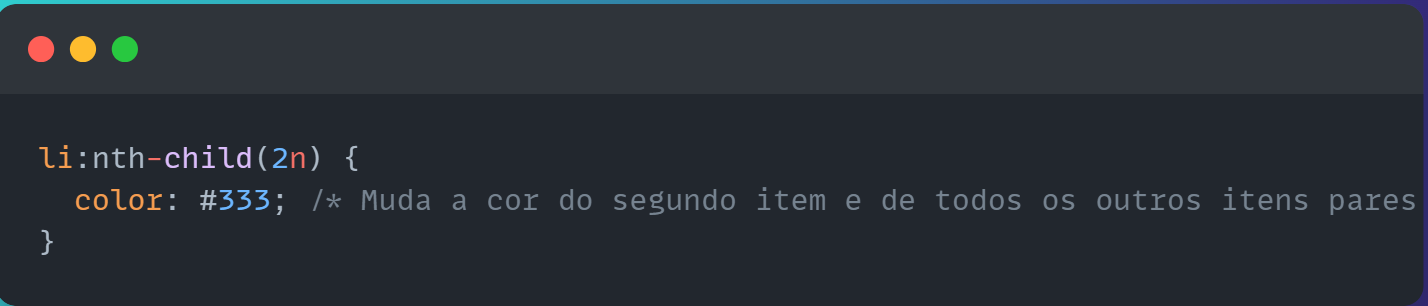 li:nth-child(2n) {
  color: #333; /* Muda a cor do segundo item e de todos os outros itens pares
}